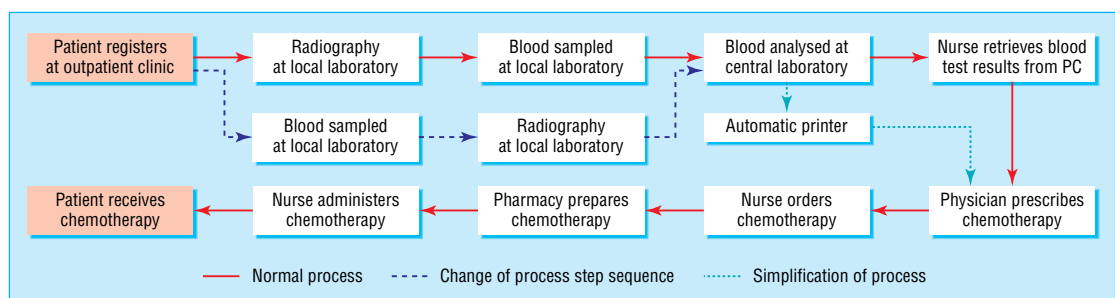 Patient registers
at outpatient clinic
Radiography
at local laboratory
Blood sampled
at local laboratory
Blood analysed at
central laboratory
Nurse retrieves blood
test results from PC
Blood sampled
at local laboratory
Radiography
at local laboratory
Automatic printer
Patient receives
chemotherapy
Nurse administers
chemotherapy
Pharmacy prepares
chemotherapy
Nurse orders
chemotherapy
Physician prescribes
chemotherapy
Normal process
Change of process step sequence
Simplification of process